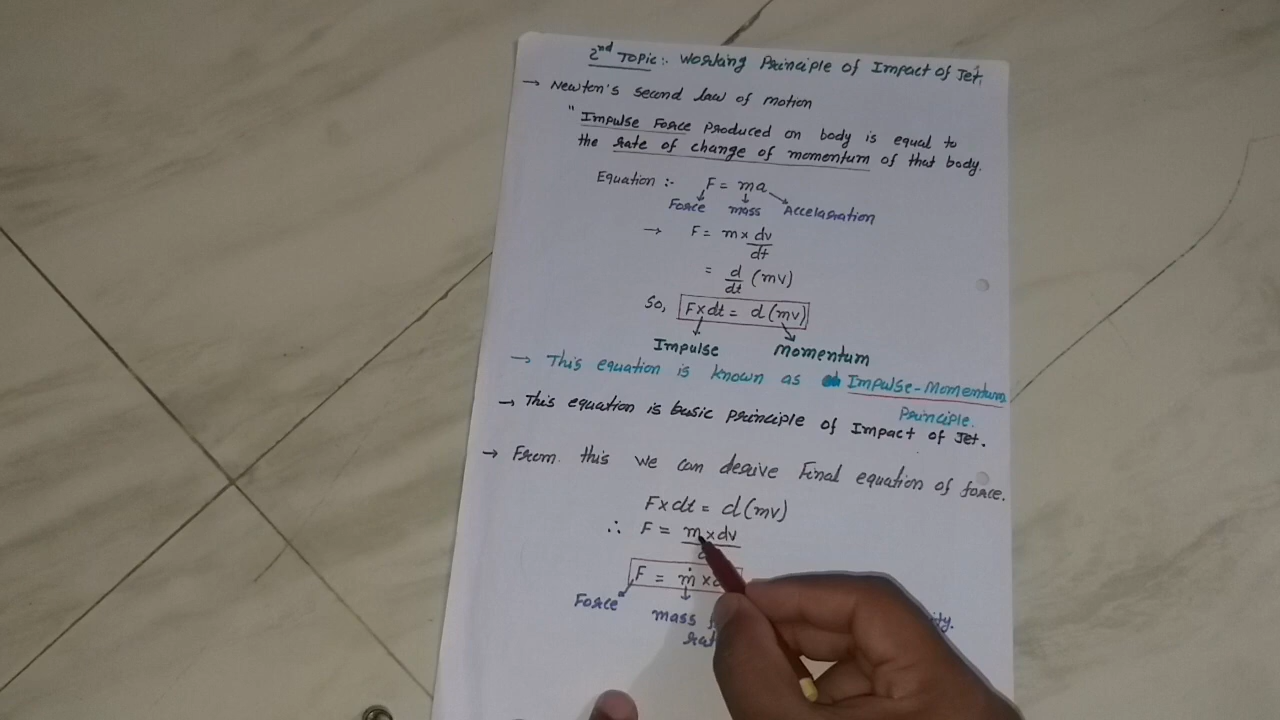 2nd Topic:- Working Principle of Impact of Jet.
→ Newton's second law of motion
"Impulse Force produced on body is equal to
the rate of change of momentum of that body.
Equation :- F = ma
Force mass Accelaration
→ F = m x dv/dt
= d/dt (mv)
So, Fxdt = d(mv)
Impulse Momentum
→ This equation is known as Impulse-Momentum
Principle.
→ This equation is basic principle of Impact of Jet.
→ From this we can derive Final equation of force.
Fxdt = d(mv)
∴ F = m x dv
F = ṁ x
Force mass